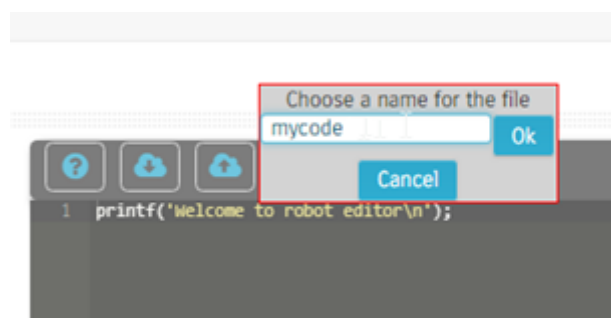 Choose a name for the file
mycode
Ok
Cancel
?
1 printf('Welcome to robot editor\n');